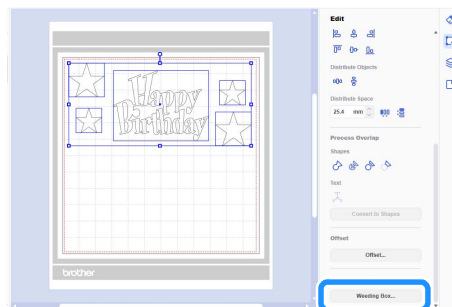 Edit
Distribute Objects
Distribute Space
25.4 mm
Process Overlap
Shapes
Text
Convert to Shapes
Offset
Offset...
Weeding Box...
Happy
Birthday
brother